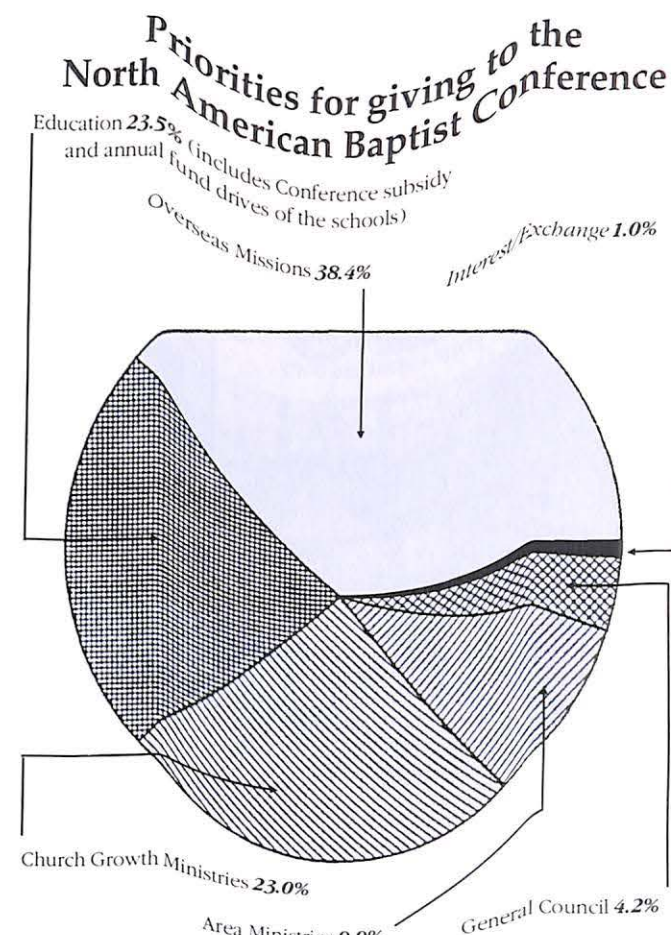 Priorities for giving to the
North American Baptist Conference
Education 23.5% (includes Conference subsidy
and annual fund drives of the schools)
Overseas Missions 38.4%
Interest/Exchange 1.0%
Church Growth Ministries 23.0%
Area Ministries
General Council 4.2%